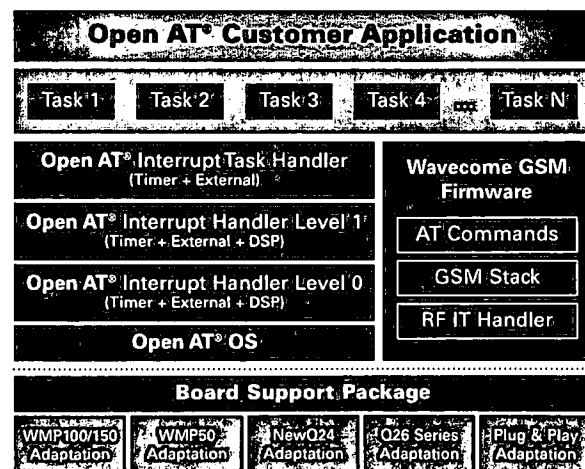 Open AT® Customer Application
Task 1 Task 2 Task 3 Task 4 ... Task N
Open AT® Interrupt Task Handler
(Timer + External)
Open AT® Interrupt Handler Level 1
(Timer + External + DSP)
Open AT® Interrupt Handler Level 0
(Timer + External + DSP)
Open AT® OS
Wavecome GSM
Firmware
AT Commands
GSM Stack
RF IT Handler
Board Support Package
WMP100/150
Adaptation
WMP50
Adaptation
NewQ24
Adaptation
Q26 Series
Adaptation
Plug & Play
Adaptation